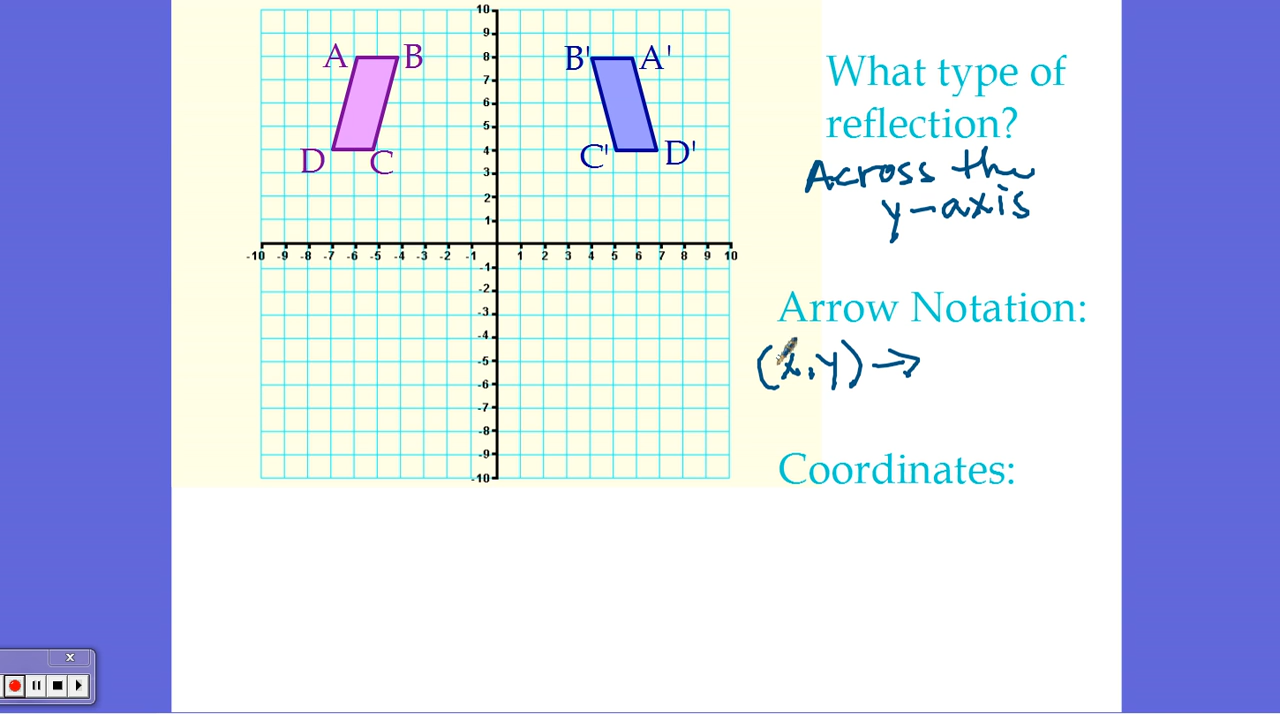 10
9
A B B' A' 8
7
6
5
D C C' D' 4
3
2
1
-10 -9 -8 -7 -6 -5 -4 -3 -2 -1 1 2 3 4 5 6 7 8 9 10
-1
-2
-3
-4
-5
-6
-7
-8
-9
-10
What type of
reflection?
Across the
y-axis
Arrow Notation:
(x,y) →
Coordinates:
x